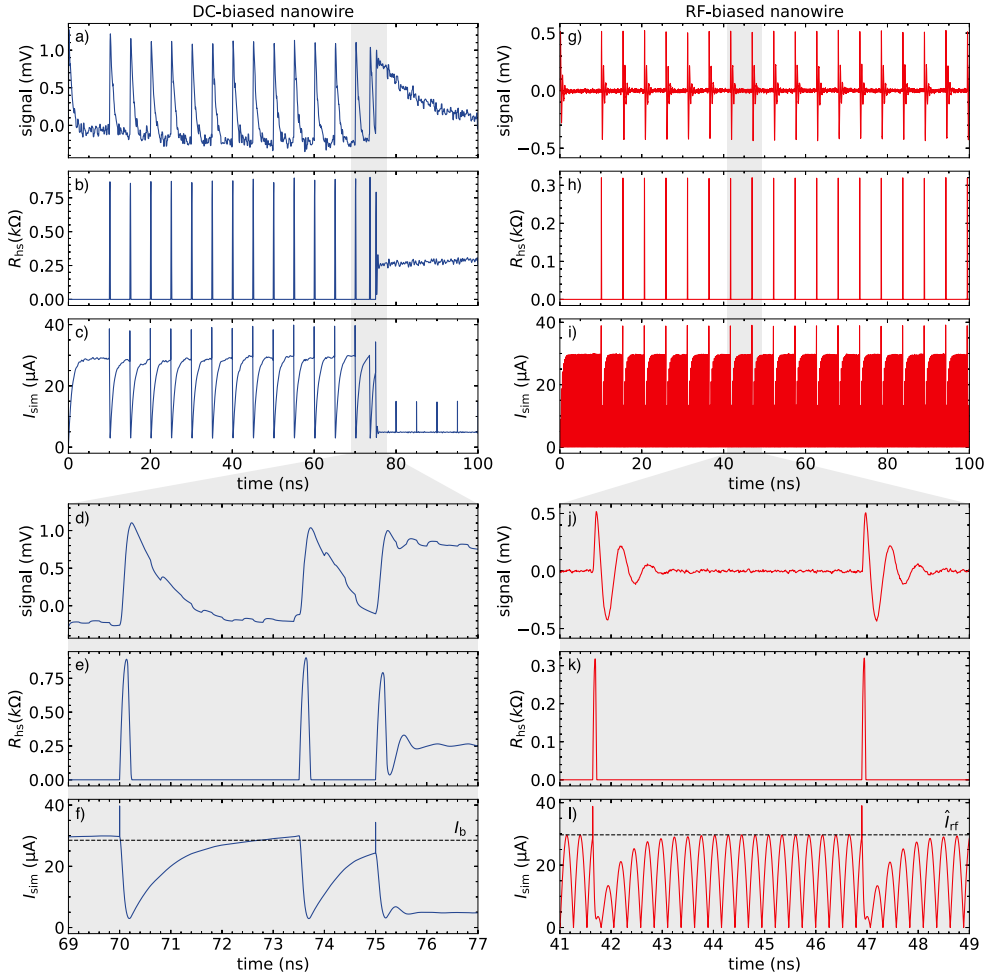 DC-biased nanowire
a)
signal (mV)
1.0
0.5
0.0
b)
R_hs(kΩ)
0.75
0.50
0.25
0.00
c)
I_sim (µA)
40
20
0
0 20 40 60 80 100
time (ns)
d)
signal (mV)
1.0
0.5
0.0
e)
R_hs(kΩ)
0.75
0.50
0.25
0.00
f)
I_b
I_sim (µA)
40
20
0
69 70 71 72 73 74 75 76 77
time (ns)
RF-biased nanowire
g)
signal (mV)
0.5
0.0
−0.5
h)
R_hs(kΩ)
0.3
0.2
0.1
0.0
i)
I_sim (µA)
40
20
0
0 20 40 60 80 100
time (ns)
j)
signal (mV)
0.5
0.0
−0.5
k)
R_hs(kΩ)
0.3
0.2
0.1
0.0
l)
Î_rf
I_sim (µA)
40
20
0
41 42 43 44 45 46 47 48 49
time (ns)